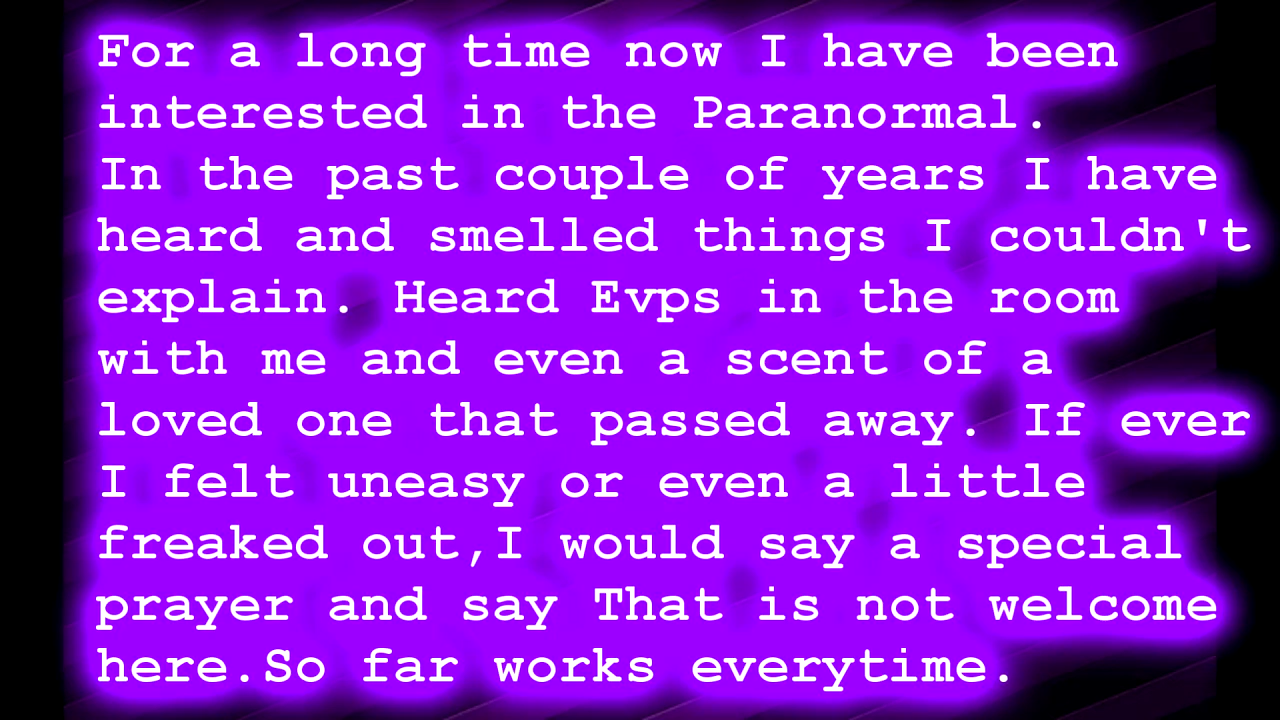 For a long time now I have been
interested in the Paranormal.
In the past couple of years I have
heard and smelled things I couldn't
explain. Heard Evps in the room
with me and even a scent of a
loved one that passed away. If ever
I felt uneasy or even a little
freaked out,I would say a special
prayer and say That is not welcome
here.So far works everytime.